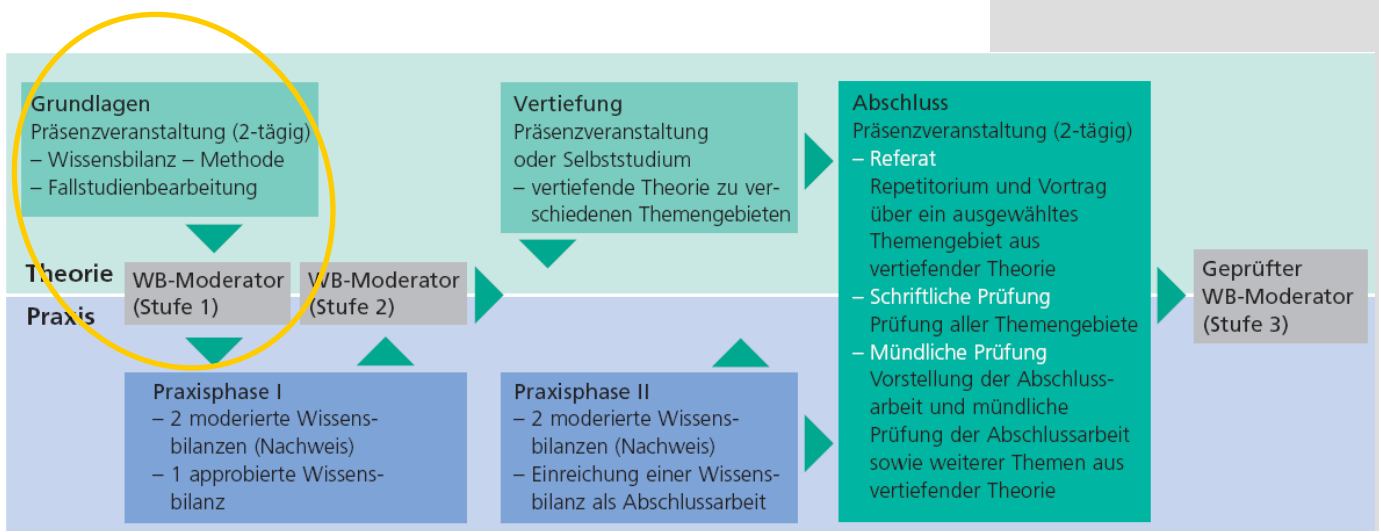 Grundlagen
Präsenzveranstaltung (2-tägig)
– Wissensbilanz – Methode
– Fallstudienbearbeitung
Vertiefung
Präsenzveranstaltung
oder Selbststudium
– vertiefende Theorie zu ver-
schiedenen Themengebieten
Abschluss
Präsenzveranstaltung (2-tägig)
– Referat
Repetitorium und Vortrag
über ein ausgewähltes
Themengebiet aus
vertiefender Theorie
– Schriftliche Prüfung
Prüfung aller Themengebiete
– Mündliche Prüfung
Vorstellung der Abschluss-
arbeit und mündliche
Prüfung der Abschlussarbeit
sowie weiterer Themen aus
vertiefender Theorie
Theorie
Praxis
WB-Moderator
(Stufe 1)
WB-Moderator
(Stufe 2)
Geprüfter
WB-Moderator
(Stufe 3)
Praxisphase I
– 2 moderierte Wissens-
bilanzen (Nachweis)
– 1 approbierte Wissens-
bilanz
Praxisphase II
– 2 moderierte Wissens-
bilanzen (Nachweis)
– Einreichung einer Wissens-
bilanz als Abschlussarbeit